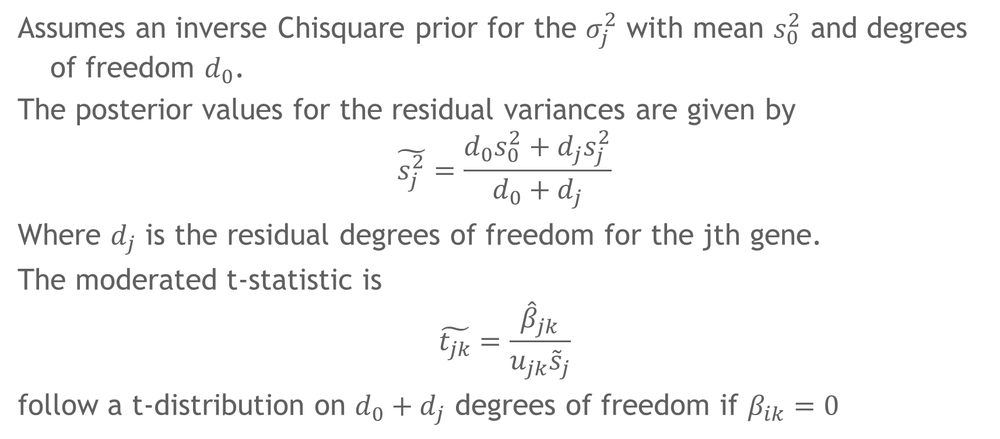 Assumes an inverse Chisquare prior for the $\sigma_j^2$ with mean $s_0^2$ and degrees
of freedom $d_0$.
The posterior values for the residual variances are given by
$\widetilde{s_j^2} = \frac{d_0 s_0^2 + d_j s_j^2}{d_0 + d_j}$
Where $d_j$ is the residual degrees of freedom for the jth gene.
The moderated t-statistic is
$\widetilde{t_{jk}} = \frac{\hat{\beta}_{jk}}{u_{jk} \tilde{s}_j}$
follow a t-distribution on $d_0 + d_j$ degrees of freedom if $\beta_{ik} = 0$